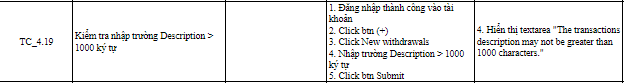 TC_4.19
Kiểm tra nhập trường Description >
1000 ký tự
1. Đăng nhập thành công vào tài
khoản
2. Click btn (+)
3. Click New withdrawals
4. Nhập trường Description > 1000
ký tự
5. Click btn Submit
4. Hiển thị textarea "The transactions
description may not be greater than
1000 characters."